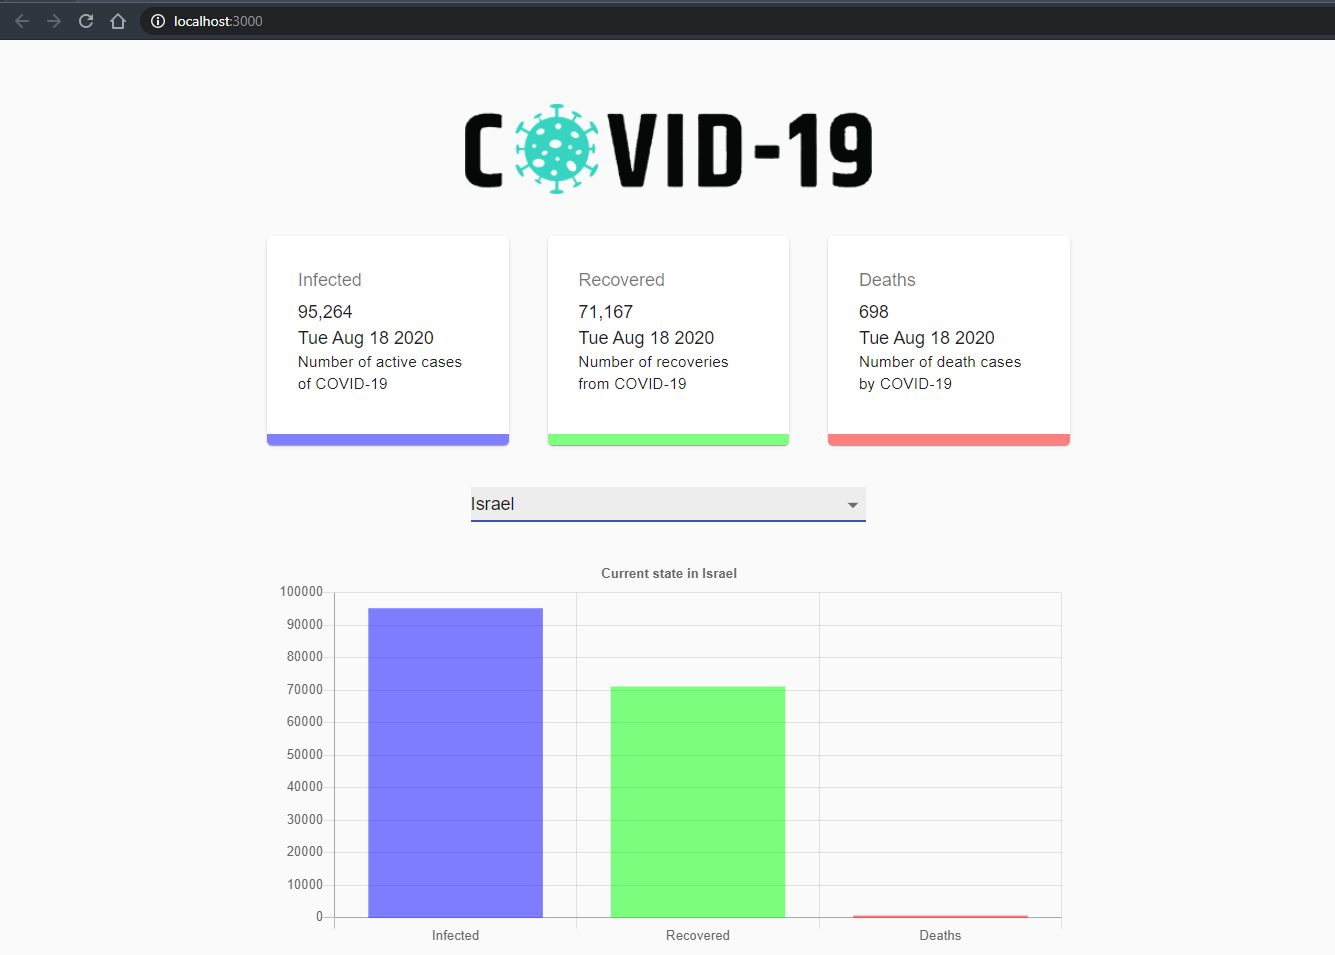 localhost:3000
COVID-19
Infected
95,264
Tue Aug 18 2020
Number of active cases
of COVID-19
Recovered
71,167
Tue Aug 18 2020
Number of recoveries
from COVID-19
Deaths
698
Tue Aug 18 2020
Number of death cases
by COVID-19
Israel
Current state in Israel
100000
90000
80000
70000
60000
50000
40000
30000
20000
10000
0
Infected Recovered Deaths